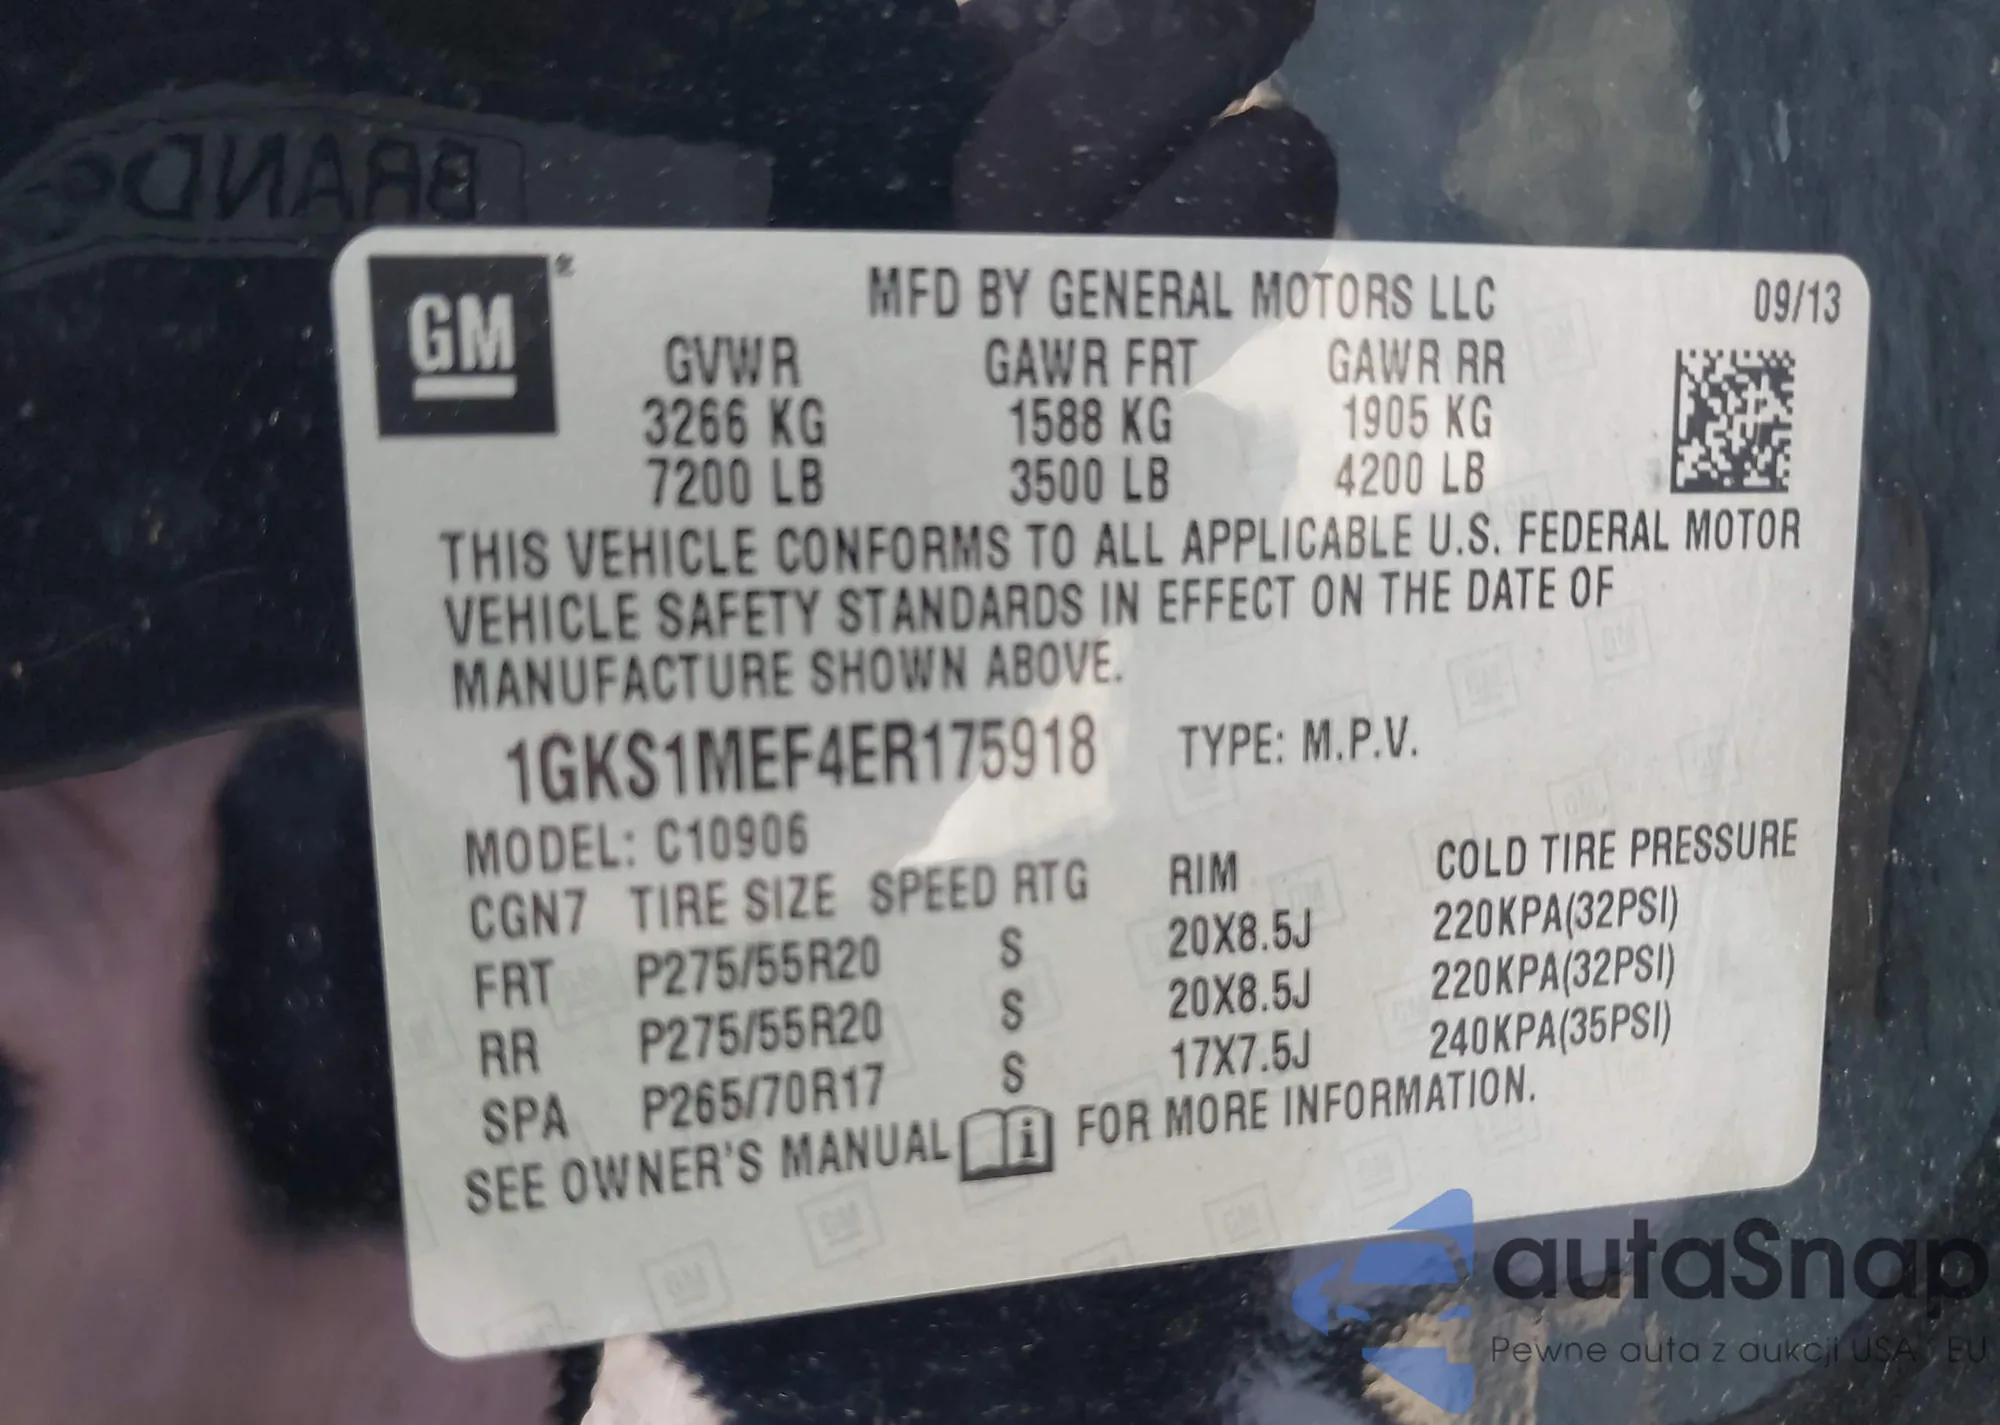 BRAND
GM
MFD BY GENERAL MOTORS LLC 09/13
GVWR GAWR FRT GAWR RR
3266 KG 1588 KG 1905 KG
7200 LB 3500 LB 4200 LB
THIS VEHICLE CONFORMS TO ALL APPLICABLE U.S. FEDERAL MOTOR
VEHICLE SAFETY STANDARDS IN EFFECT ON THE DATE OF
MANUFACTURE SHOWN ABOVE.
1GKS1MEF4ER175918 TYPE: M.P.V.
MODEL: C10906
CGN7 TIRE SIZE SPEED RTG RIM COLD TIRE PRESSURE
FRT P275/55R20 S 20X8.5J 220KPA(32PSI)
RR P275/55R20 S 20X8.5J 220KPA(32PSI)
SPA P265/70R17 S 17X7.5J 240KPA(35PSI)
SEE OWNER'S MANUAL i FOR MORE INFORMATION.
autaSnap
Pewne auta z aukcji USA i EU